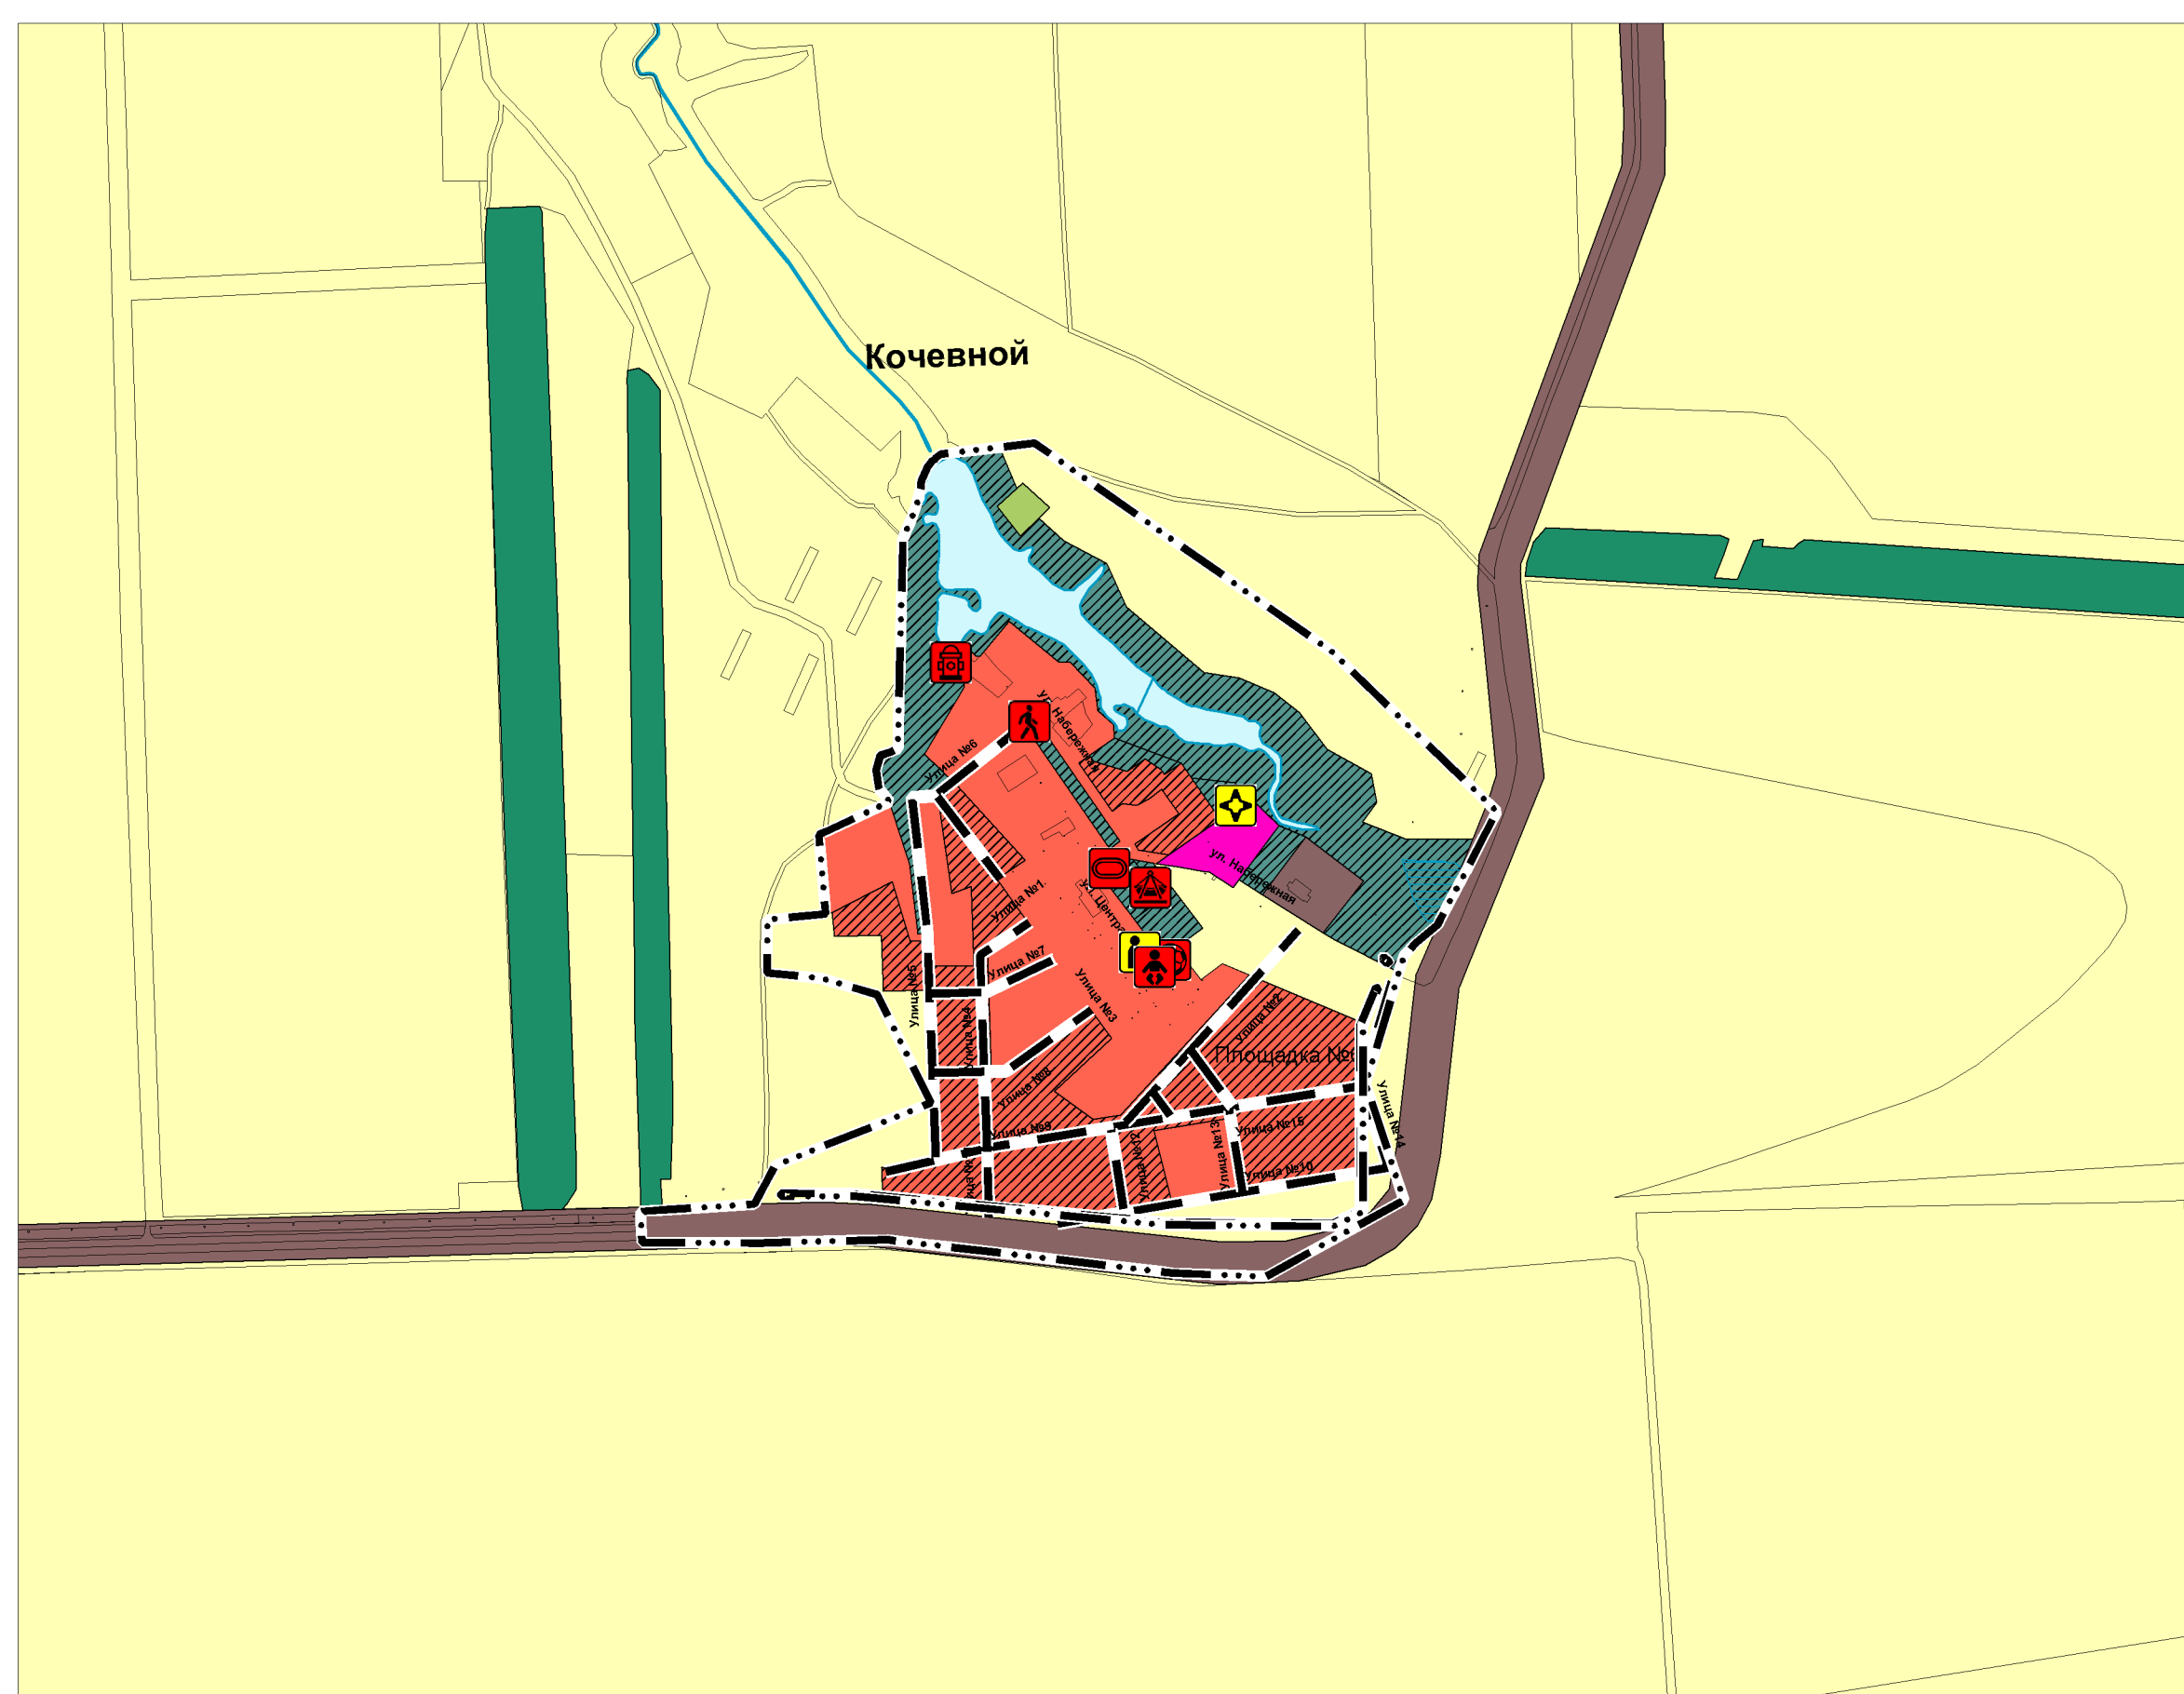 Кочевной
ул. Набережная
Улица №6
ул. Набережная
Улица №1
ул. Центра
Улица №7
Улица №5
Улица №3
Улица №4
Улица №2
Площадка №
Улица №8
Улица №14
Улица №9
Улица №15
Улица №13
Улица №12
Улица №10